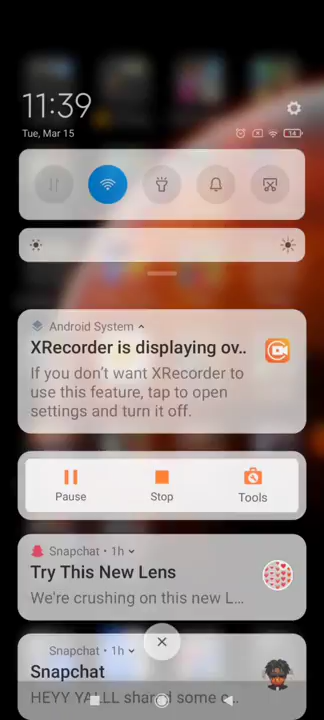 11:39
Tue, Mar 15
14
Android System
XRecorder is displaying ov..
If you don't want XRecorder to
use this feature, tap to open
settings and turn it off.
Pause
Stop
Tools
Snapchat • 1h
Try This New Lens
We're crushing on this new L...
Snapchat • 1h
Snapchat
HEYY YALLL shared some